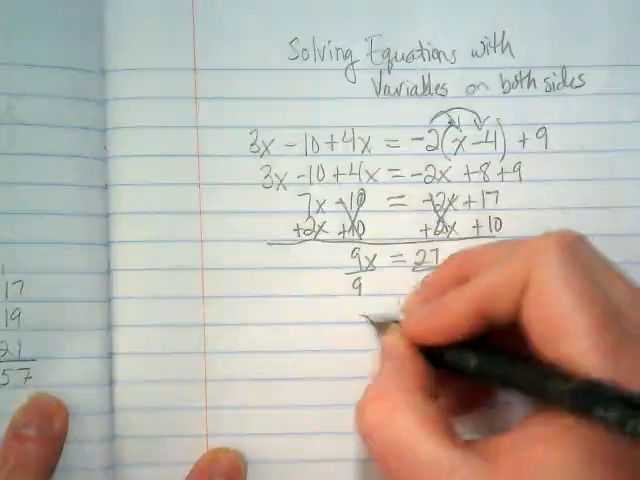 Solving Equations with
Variables on both sides
3x - 10 + 4x = -2(x - 4) + 9
3x - 10 + 4x = -2x + 8 + 9
7x - 10 = -2x + 17
+2x +10 +2x +10
9x = 27
9
17
19
21
57